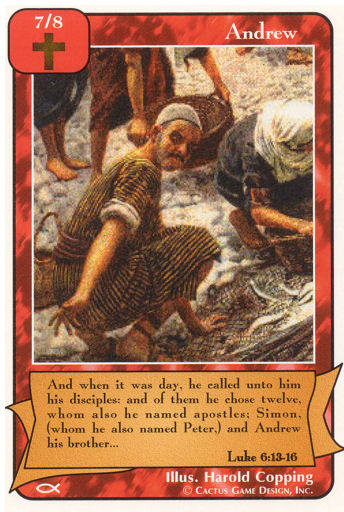 7/8
Andrew
And when it was day, he called unto him
his disciples: and of them he chose twelve,
whom also he named apostles; Simon,
(whom he also named Peter,) and Andrew
his brother...
Luke 6:13-16
Illus. Harold Copping
© Cactus Game Design, Inc.